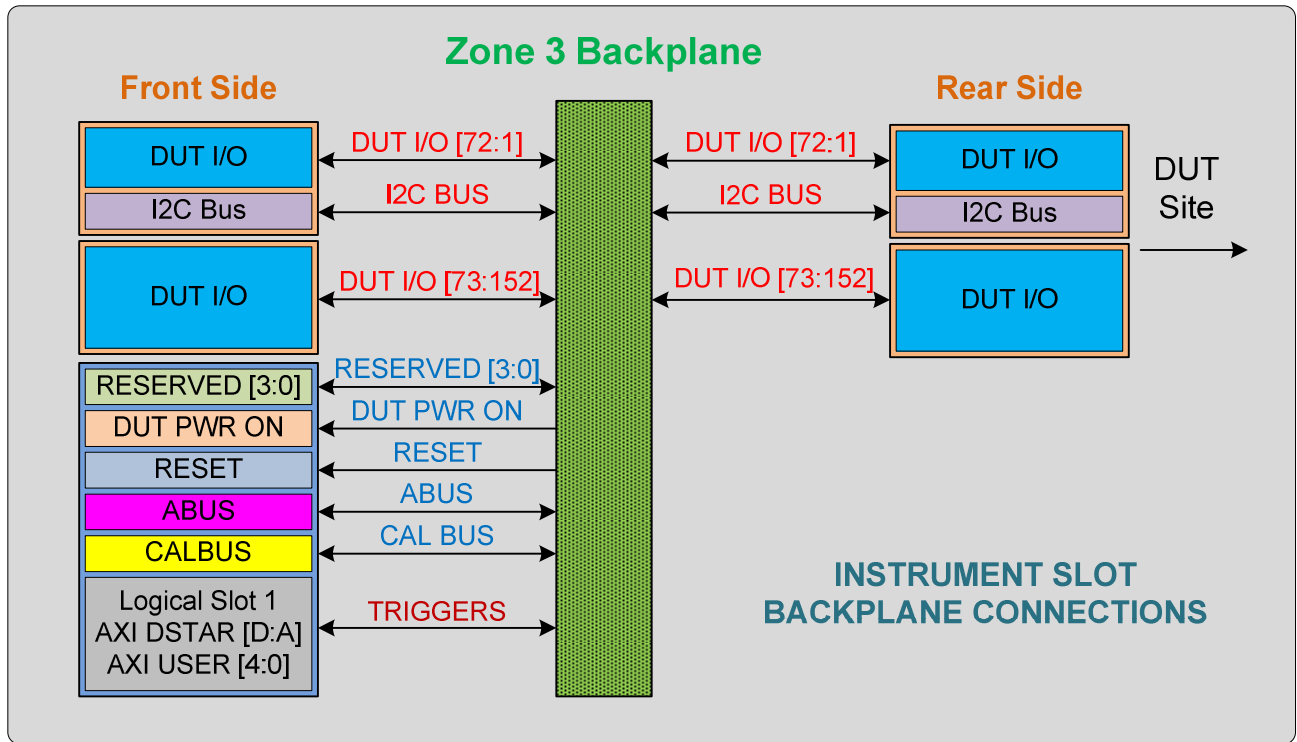 Zone 3 Backplane
Front Side
Rear Side
DUT I/O
DUT I/O [72:1]
DUT I/O [72:1]
DUT I/O
DUT
Site
I2C Bus
I2C BUS
I2C BUS
I2C Bus
DUT I/O
DUT I/O [73:152]
DUT I/O [73:152]
DUT I/O
RESERVED [3:0]
RESERVED [3:0]
DUT PWR ON
DUT PWR ON
RESET
RESET
ABUS
ABUS
CALBUS
CAL BUS
Logical Slot 1
AXI DSTAR [D:A]
AXI USER [4:0]
TRIGGERS
INSTRUMENT SLOT
BACKPLANE CONNECTIONS